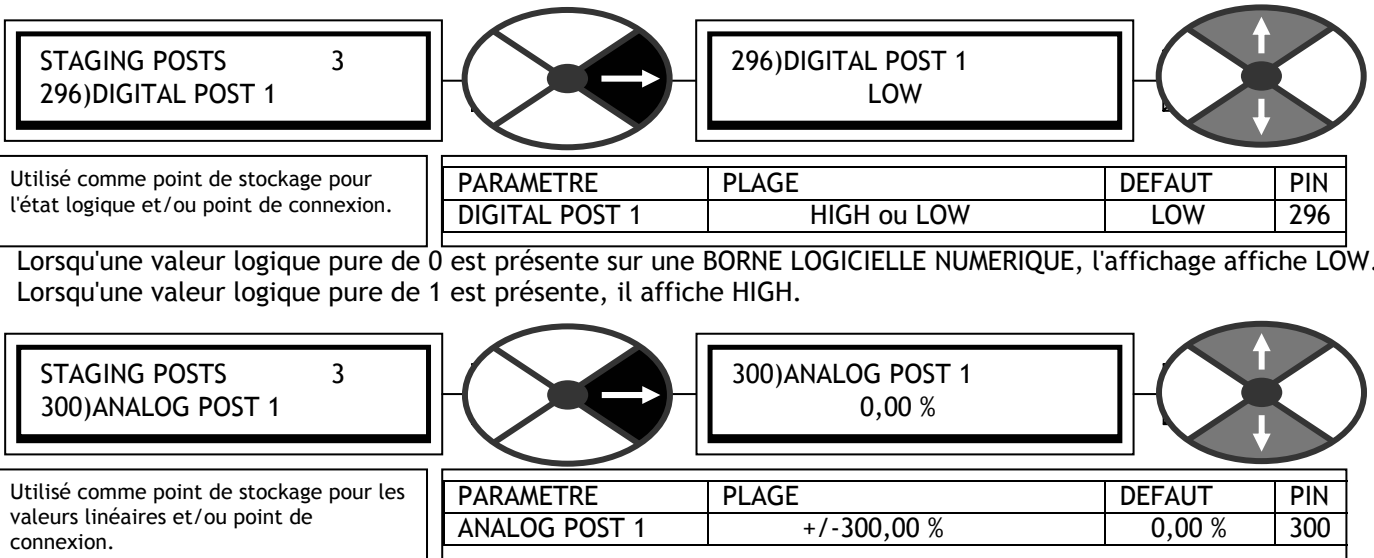 STAGING POSTS 3
296)DIGITAL POST 1
296)DIGITAL POST 1
LOW
Utilisé comme point de stockage pour
l'état logique et/ou point de connexion.
PARAMETRE PLAGE DEFAUT PIN
DIGITAL POST 1 HIGH ou LOW LOW 296
Lorsqu'une valeur logique pure de 0 est présente sur une BORNE LOGICIELLE NUMERIQUE, l'affichage affiche LOW.
Lorsqu'une valeur logique pure de 1 est présente, il affiche HIGH.
STAGING POSTS 3
300)ANALOG POST 1
300)ANALOG POST 1
0,00 %
Utilisé comme point de stockage pour les
valeurs linéaires et/ou point de
connexion.
PARAMETRE PLAGE DEFAUT PIN
ANALOG POST 1 +/-300,00 % 0,00 % 300